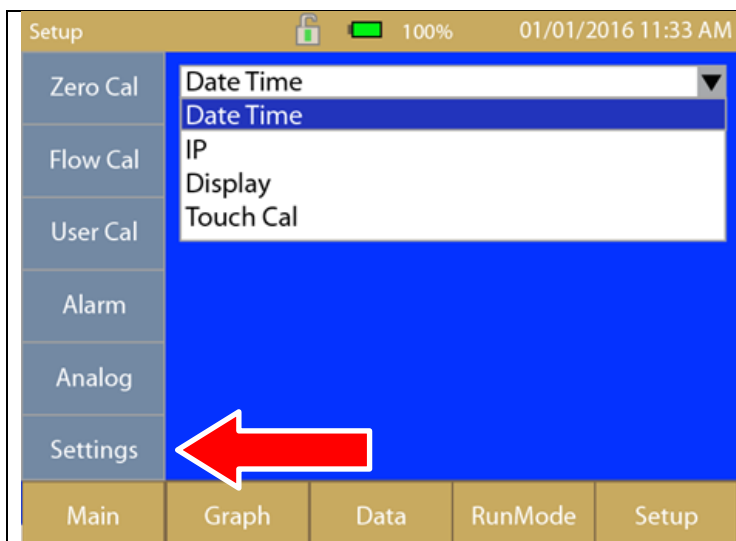 Setup 100% 01/01/2016 11:33 AM
Zero Cal
Date Time
Date Time
IP
Display
Touch Cal
Flow Cal
User Cal
Alarm
Analog
Settings
Main Graph Data RunMode Setup